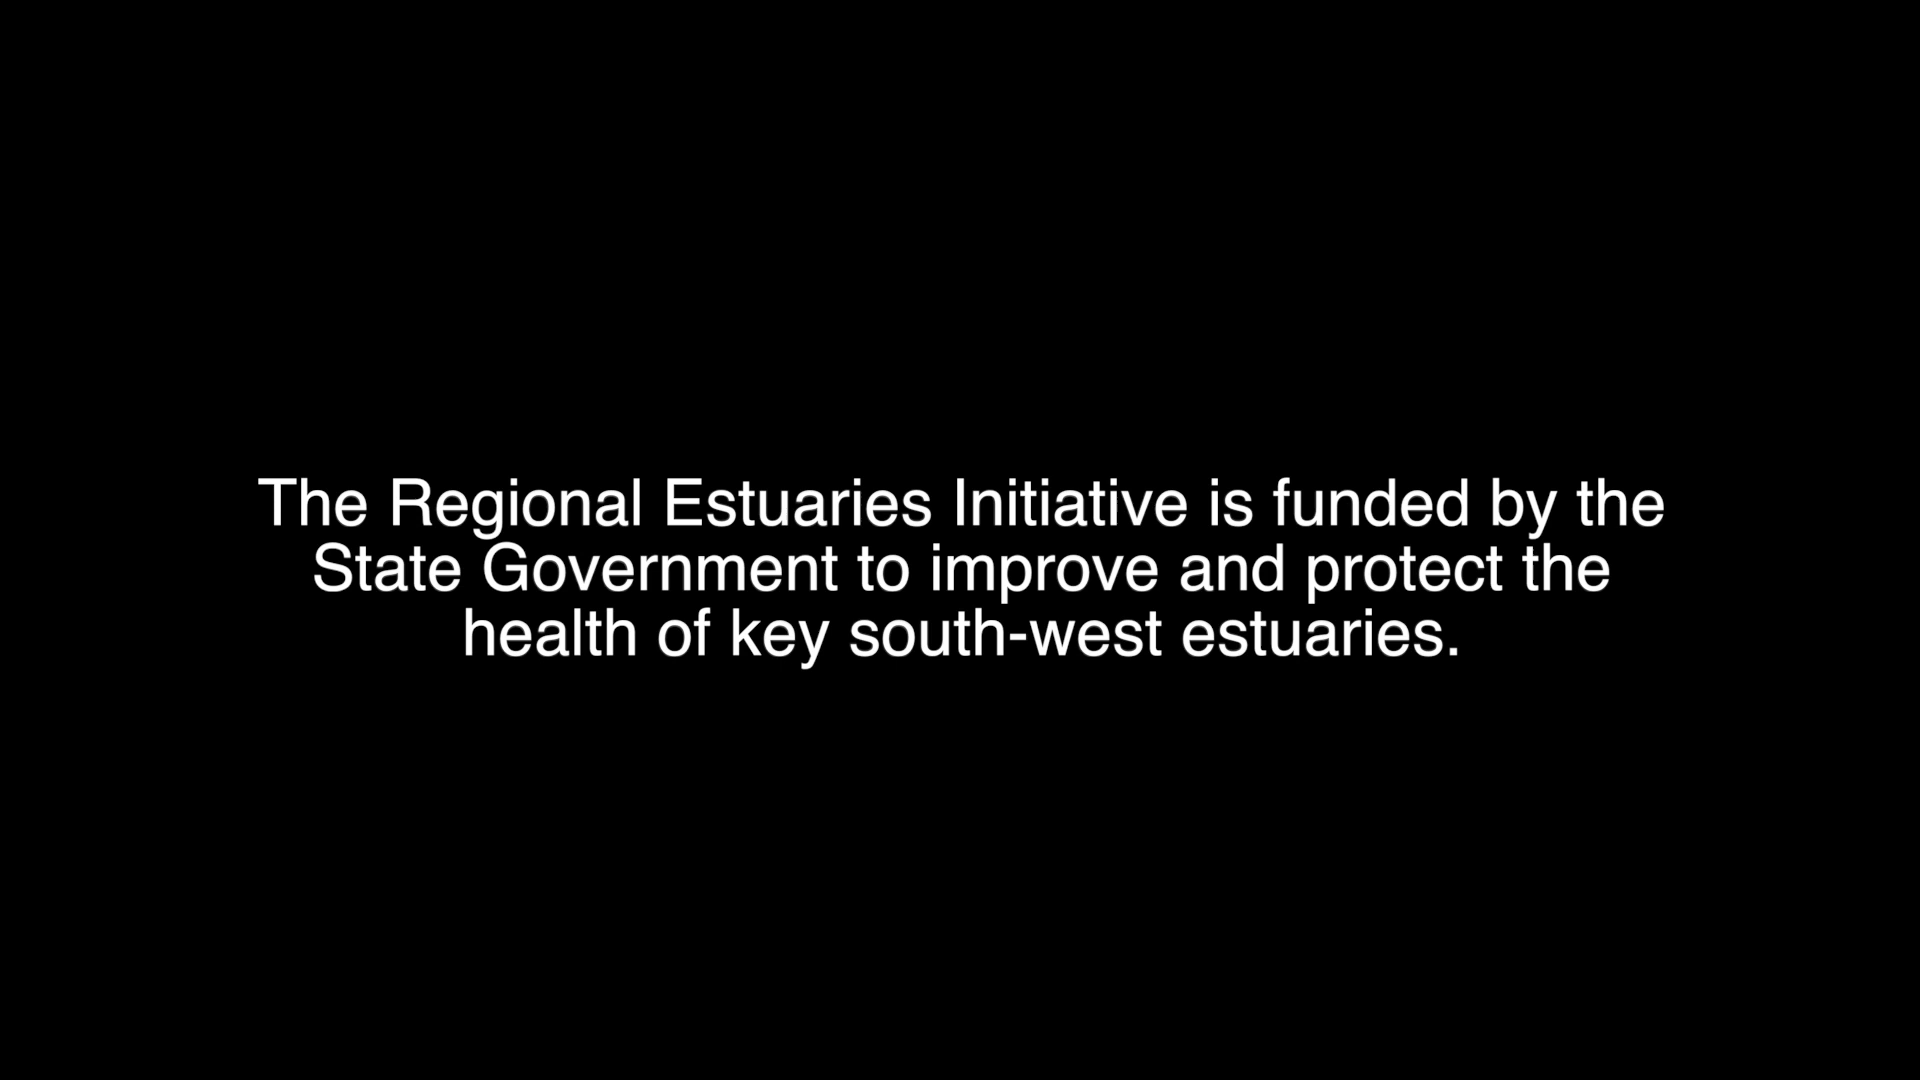 The Regional Estuaries Initiative is funded by the
State Government to improve and protect the
health of key south-west estuaries.